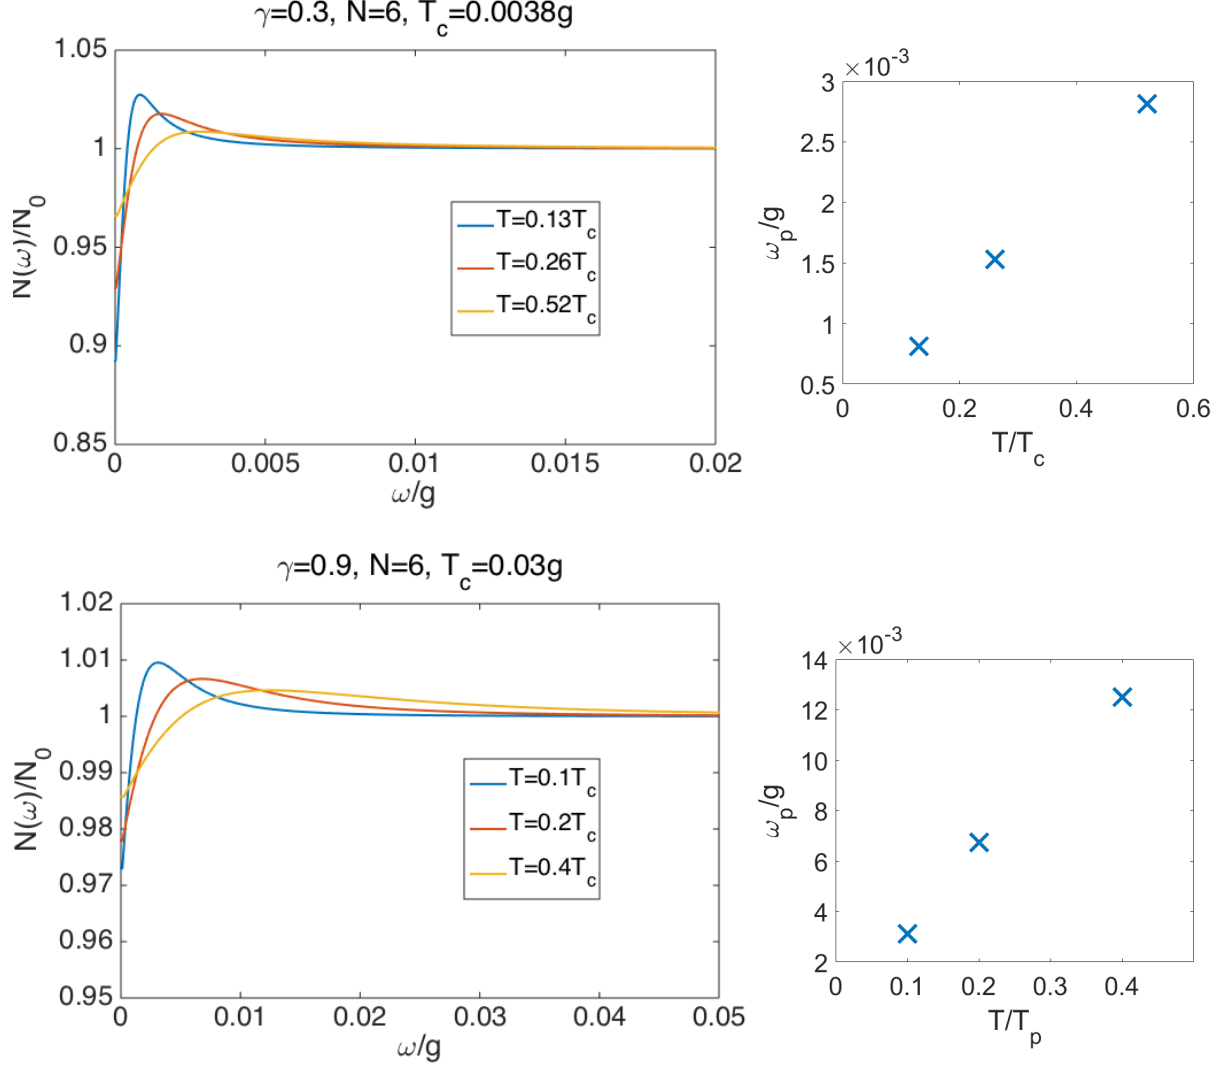 γ=0.3, N=6, T_c=0.0038g
1.05
1
0.95
0.9
0.85
N(ω)/N_0
T=0.13T_c
T=0.26T_c
T=0.52T_c
0 0.005 0.01 0.015 0.02
ω/g
×10^-3
3
2.5
2
1.5
1
0.5
ω_p/g
0 0.2 0.4 0.6
T/T_c
γ=0.9, N=6, T_c=0.03g
1.02
1.01
1
0.99
0.98
0.97
0.96
0.95
N(ω)/N_0
T=0.1T_c
T=0.2T_c
T=0.4T_c
0 0.01 0.02 0.03 0.04 0.05
ω/g
×10^-3
14
12
10
8
6
4
2
ω_p/g
0 0.1 0.2 0.3 0.4
T/T_p